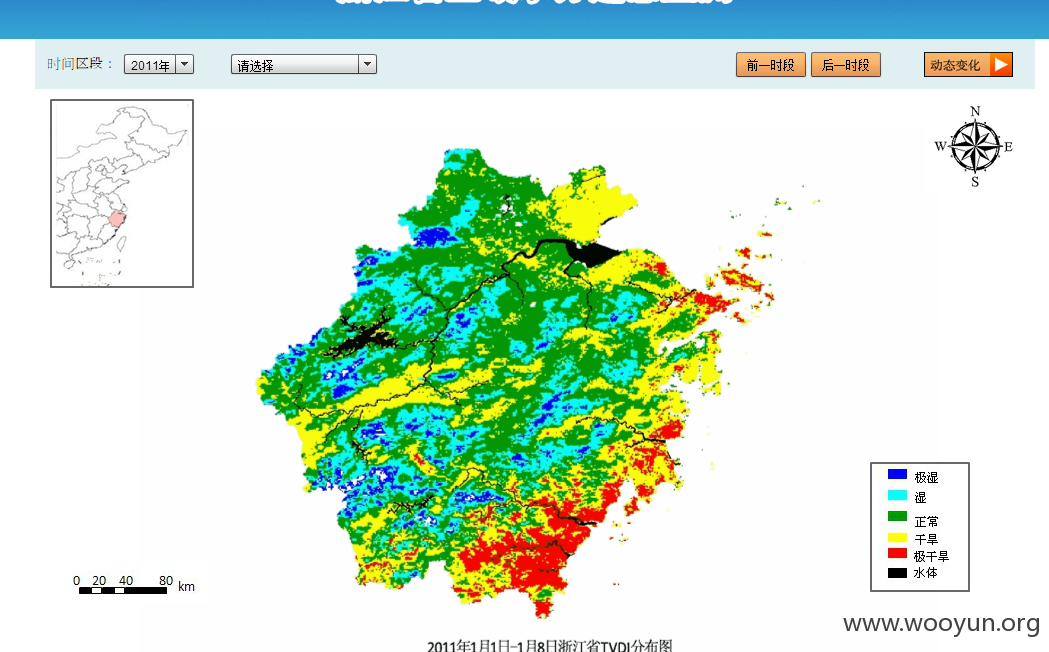 时间区段：
2011年
请选择
前一时段
后一时段
动态变化
N
W
E
S
极湿
湿
正常
干旱
极干旱
水体
0 20 40 80 km
www.wooyun.org
2011年1月1日-1月8日浙江省TVDI分布图